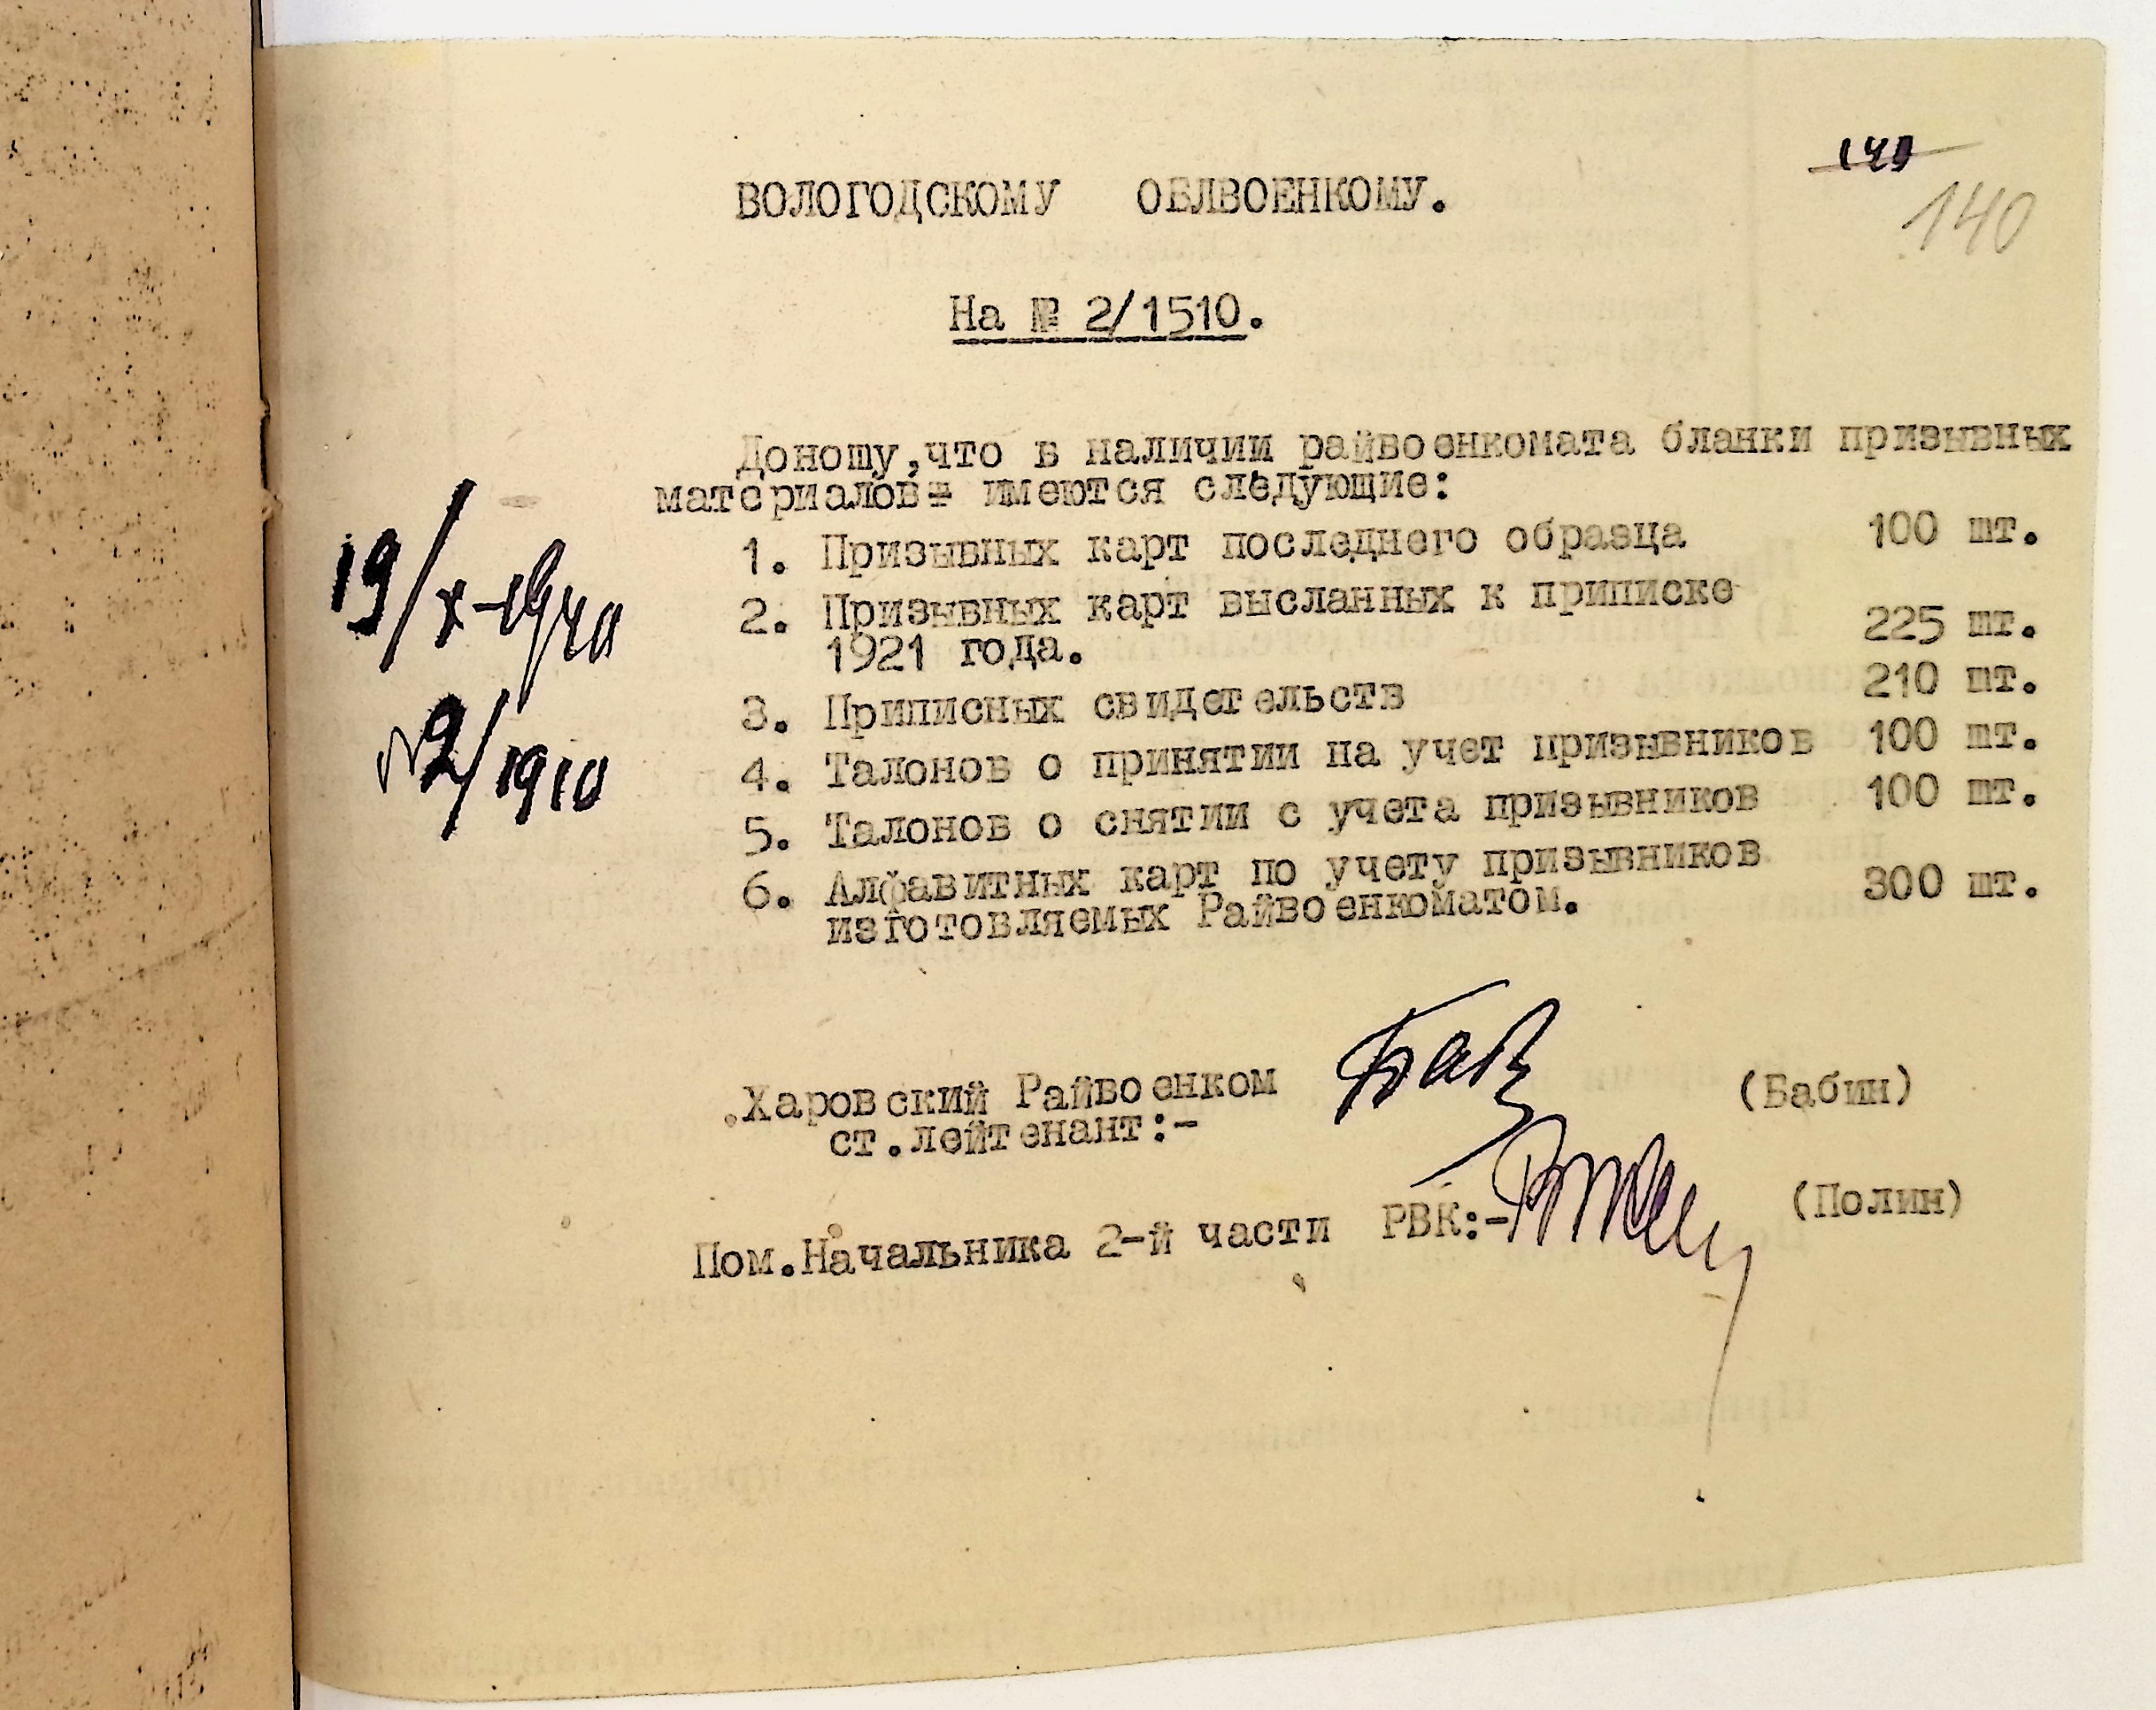 140
ВОЛОГОДСКОМУ ОБЛВОЕНКОМУ.
На № 2/1510.
Доношу,что в наличии райвоенкомата бланки призывных
материалов имеются следующие:
1. Призывных карт последнего образца 100 шт.
2. Призывных карт высланных к приписке
1921 года. 225 шт.
3. Приписных свидетельств 210 шт.
4. Талонов о принятии на учет призывников 100 шт.
5. Талонов о снятии с учета призывников 100 шт.
6. Алфавитных карт по учету призывников
изготовляемых Райвоенкоматом. 300 шт.
19/X-1940
№2/1910
.Харовский Райвоенком (Бабин)
ст.лейтенант:-
Пом.Начальника 2-й части РВК:- (Полин)